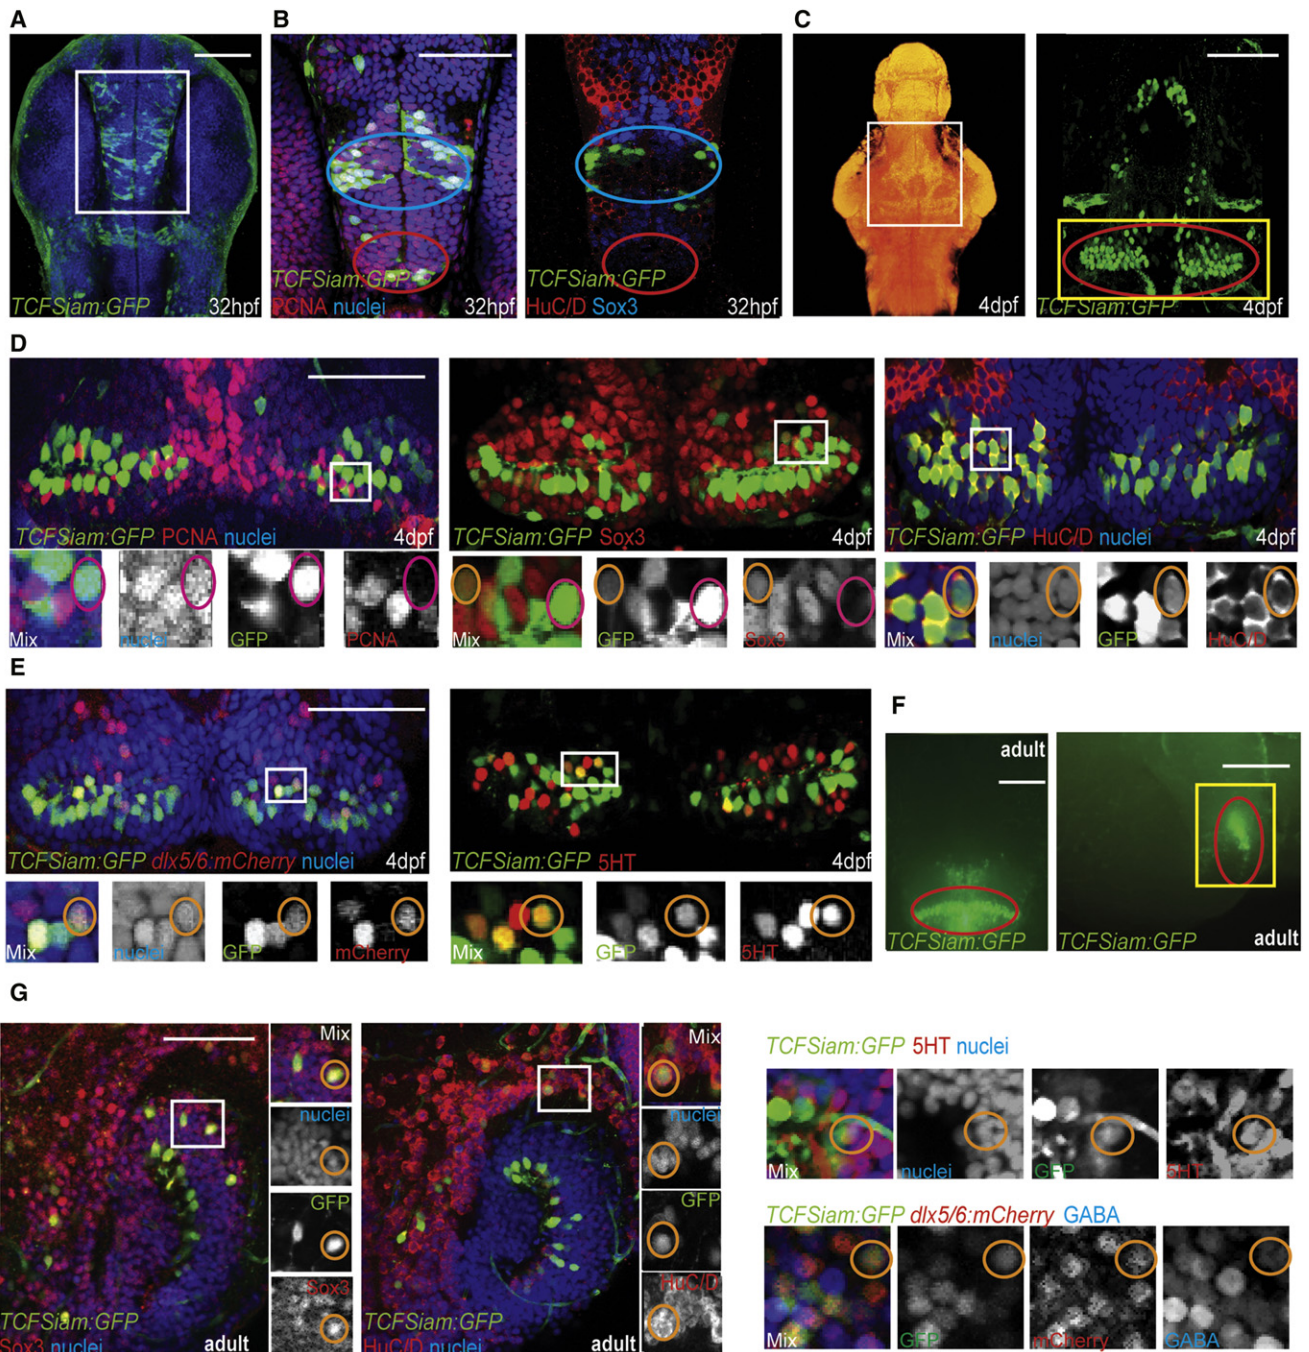 A
B
C
TCFSiam:GFP 32hpf
TCFSiam:GFP
PCNA nuclei 32hpf
TCFSiam:GFP
HuC/D Sox3 32hpf
4dpf
TCFSiam:GFP 4dpf
D
TCFSiam:GFP PCNA nuclei 4dpf
TCFSiam:GFP Sox3 4dpf
TCFSiam:GFP HuC/D nuclei 4dpf
Mix nuclei GFP PCNA
Mix GFP Sox3
Mix nuclei GFP HuC/D
E
F
TCFSiam:GFP dlx5/6:mCherry nuclei 4dpf
TCFSiam:GFP 5HT 4dpf
Mix nuclei GFP mCherry
Mix GFP 5HT
adult
TCFSiam:GFP
TCFSiam:GFP
adult
G
Mix
nuclei
GFP
Sox3
TCFSiam:GFP
Sox3 nuclei adult
Mix
nuclei
GFP
HuC/D
TCFSiam:GFP
HuC/D nuclei adult
TCFSiam:GFP 5HT nuclei
Mix nuclei GFP 5HT
TCFSiam:GFP dlx5/6:mCherry GABA
Mix GFP mCherry GABA